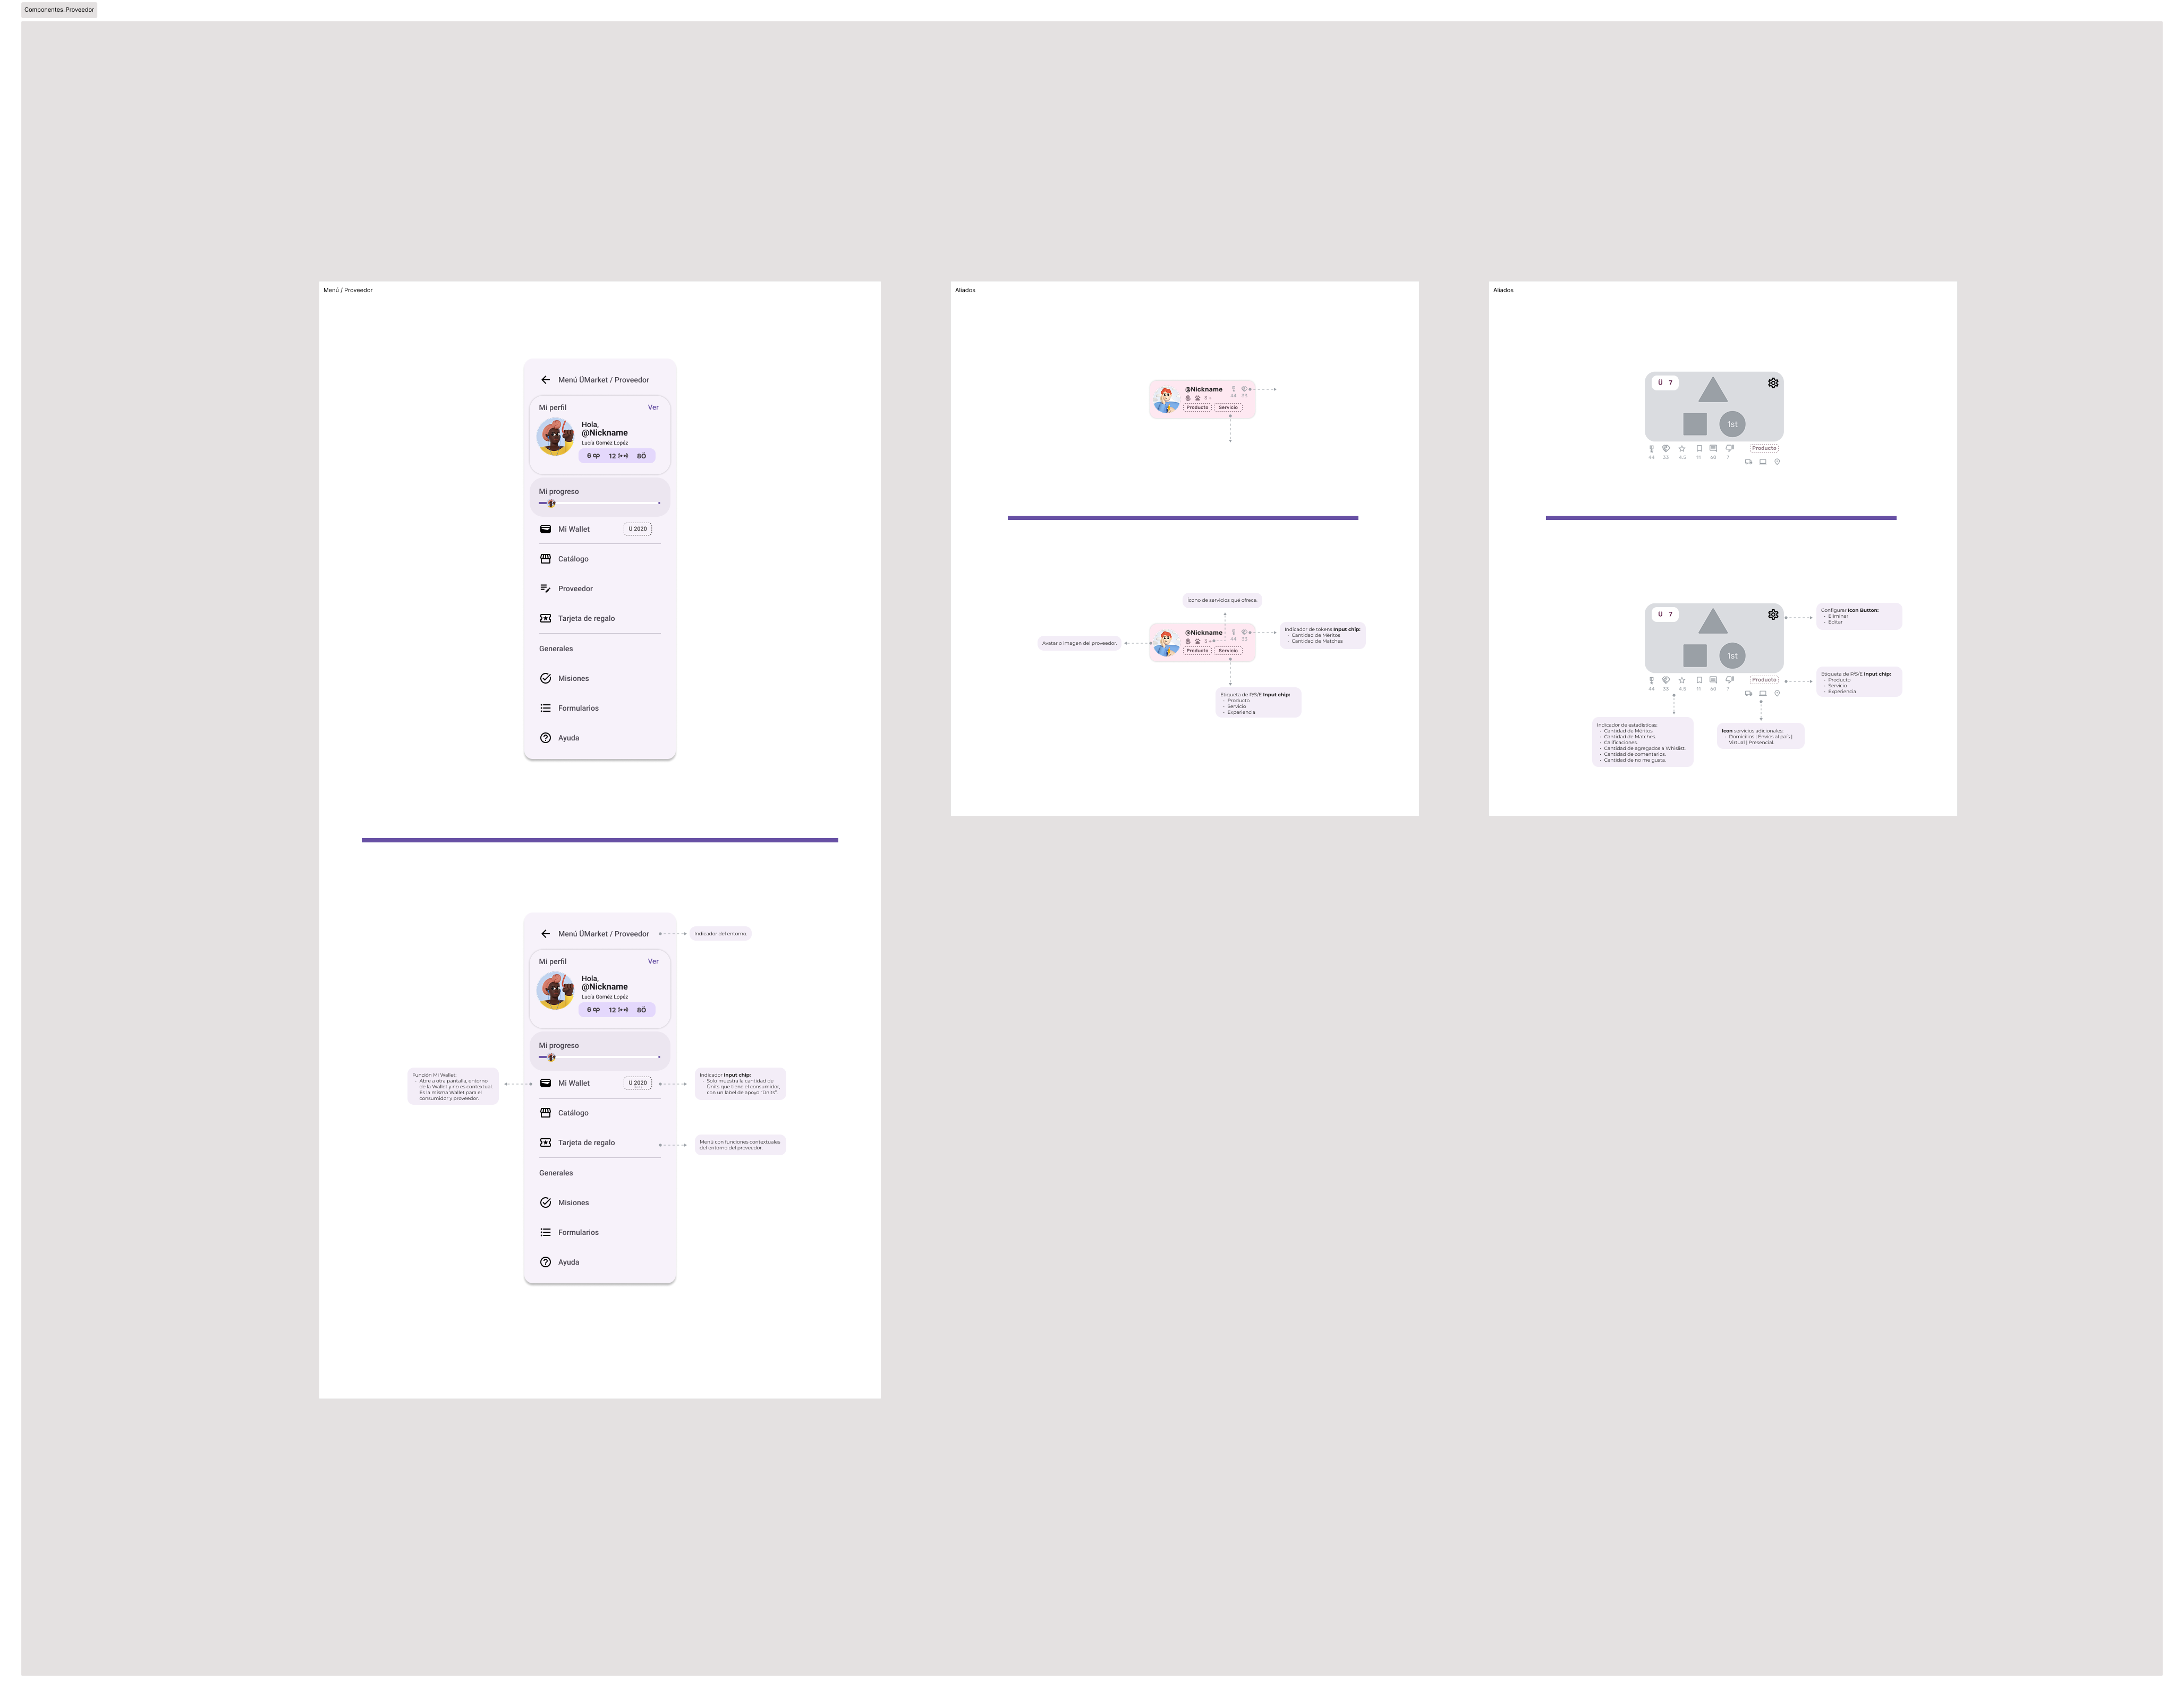 Componentes_Proveedor
Menú / Proveedor
Menú ÜMarket / Proveedor
Mi perfil
Ver
Hola,
@Nickname
Lucía Goméz Lopéz
6
12
8Ö
Mi progreso
Mi Wallet
Ü 2020
Catálogo
Proveedor
Tarjeta de regalo
Generales
Misiones
Formularios
Ayuda
Menú ÜMarket / Proveedor
Indicador del entorno.
Mi perfil
Ver
Hola,
@Nickname
Lucía Goméz Lopéz
6
12
8Ö
Mi progreso
Función Mi Wallet:
- Abre a otra pantalla, entorno
de la Wallet y no es contextual.
Es la misma Wallet para el
consumidor y proveedor.
Mi Wallet
Ü 2020
Indicador Input chip:
- Solo muestra la cantidad de
Ünits que tiene el consumidor,
con un label de apoyo "Ünits".
Catálogo
Tarjeta de regalo
Menú con funciones contextuales
del entorno del proveedor.
Generales
Misiones
Formularios
Ayuda
Aliados
@Nickname
3 +
44 33
Producto
Servicio
Ícono de servicios qué ofrece.
Avatar o imagen del proveedor.
@Nickname
3 +
44 33
Producto
Servicio
Indicador de tokens Input chip:
- Cantidad de Méritos
- Cantidad de Matches
Etiqueta de P/S/E Input chip:
- Producto
- Servicio
- Experiencia
Aliados
Ü 7
1st
44 33 4.5 11 60 7
Producto
Ü 7
1st
44 33 4.5 11 60 7
Producto
Configurar Icon Button:
- Eliminar
- Editar
Etiqueta de P/S/E Input chip:
- Producto
- Servicio
- Experiencia
Indicador de estadísticas:
- Cantidad de Méritos.
- Cantidad de Matches.
- Calificaciones.
- Cantidad de agregados a Whislist.
- Cantidad de comentarios.
- Cantidad de no me gusta.
Icon servicios adicionales:
- Domicilios | Envíos al país |
Virtual | Presencial.